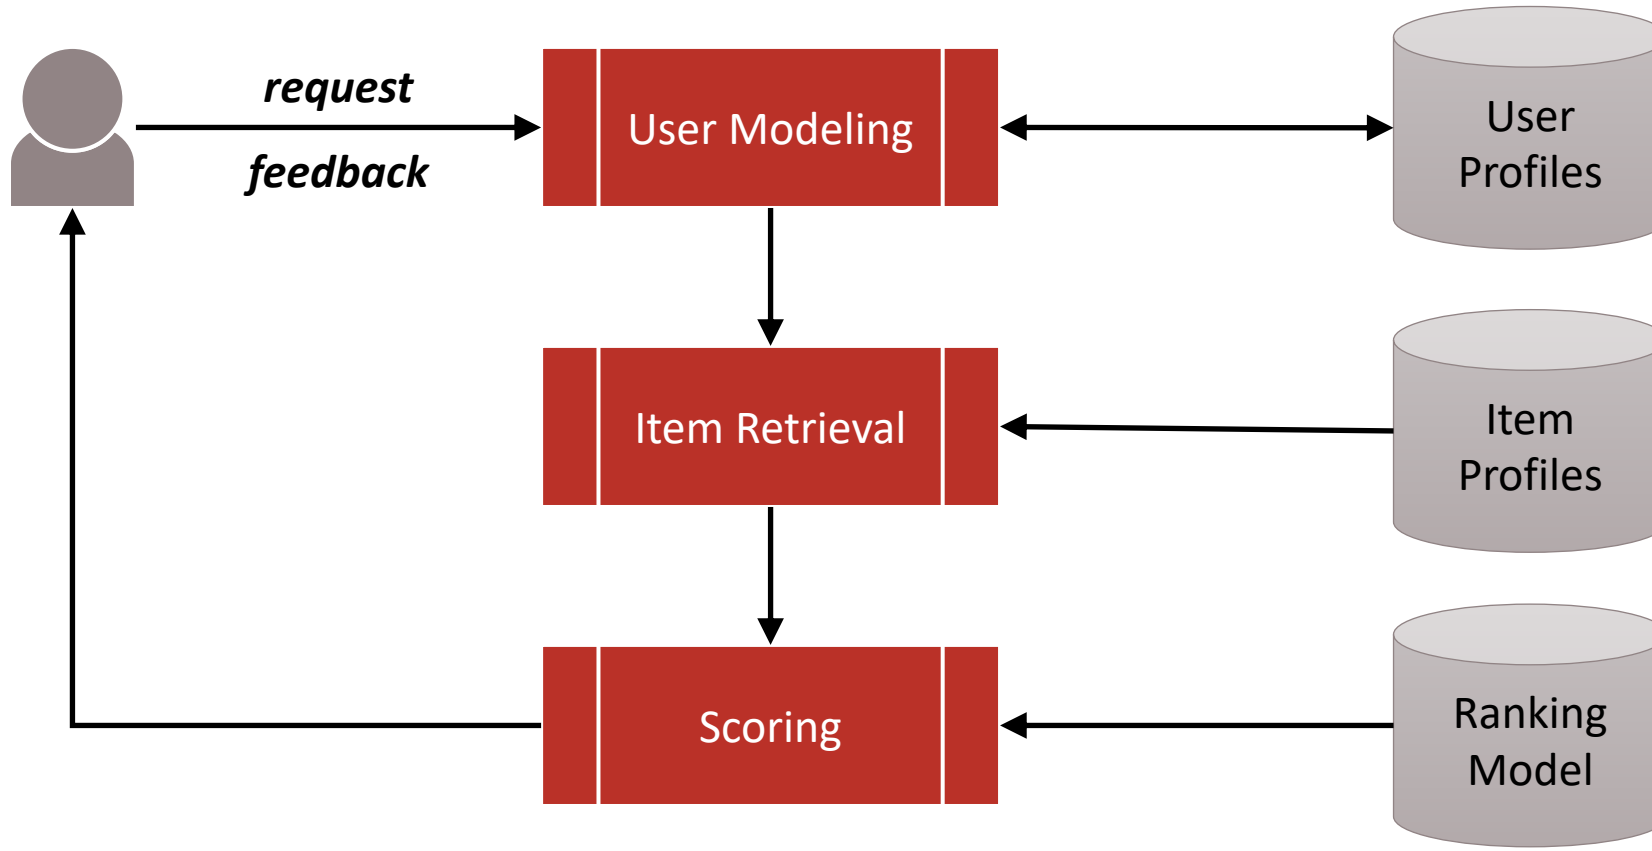 request
feedback
User Modeling
User
Profiles
Item Retrieval
Item
Profiles
Scoring
Ranking
Model